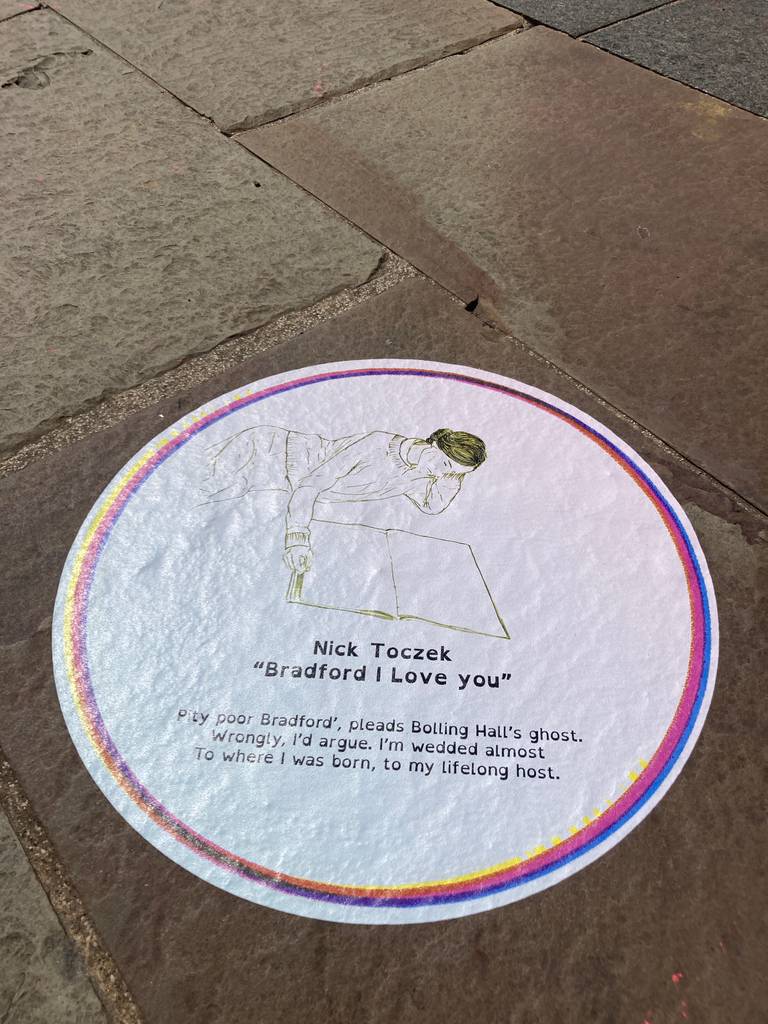 Nick Toczek
“Bradford I Love you”
Pity poor Bradford’, pleads Bolling Hall’s ghost.
Wrongly, I’d argue. I’m wedded almost
To where I was born, to my lifelong host.